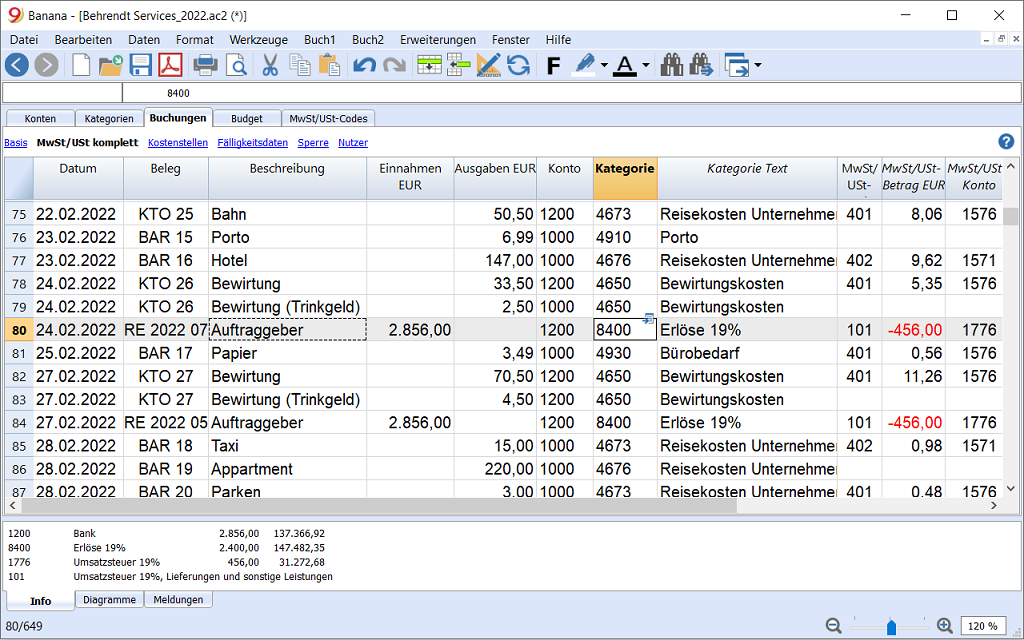 Banana - [Behrendt Services_2022.ac2 (*)]
Datei Bearbeiten Daten Format Werkzeuge Buch1 Buch2 Erweiterungen Fenster Hilfe
F A
8400
Konten Kategorien Buchungen Budget MwSt/USt-Codes
Basis MwSt/USt komplett Kostenstellen Fälligkeitsdaten Sperre Nutzer
Datum Beleg Beschreibung Einnahmen EUR Ausgaben EUR Konto Kategorie Kategorie Text MwSt/USt- MwSt/USt-Betrag EUR MwSt/USt Konto
75 22.02.2022 KTO 25 Bahn 50,50 1200 4673 Reisekosten Unternehmer 401 8,06 1576
76 23.02.2022 BAR 15 Porto 6,99 1000 4910 Porto
77 23.02.2022 BAR 16 Hotel 147,00 1000 4676 Reisekosten Unternehmer 402 9,62 1571
78 24.02.2022 KTO 26 Bewirtung 33,50 1200 4650 Bewirtungskosten 401 5,35 1576
79 24.02.2022 KTO 26 Bewirtung (Trinkgeld) 2,50 1000 4650 Bewirtungskosten
80 24.02.2022 RE 2022 07 Auftraggeber 2.856,00 1200 8400 Erlöse 19% 101 -456,00 1776
81 25.02.2022 BAR 17 Papier 3,49 1000 4930 Bürobedarf 401 0,56 1576
82 27.02.2022 KTO 27 Bewirtung 70,50 1200 4650 Bewirtungskosten 401 11,26 1576
83 27.02.2022 KTO 27 Bewirtung (Trinkgeld) 4,50 1200 4650 Bewirtungskosten
84 27.02.2022 RE 2022 05 Auftraggeber 2.856,00 1200 8400 Erlöse 19% 101 -456,00 1776
85 28.02.2022 BAR 18 Taxi 15,00 1000 4673 Reisekosten Unternehmer 402 0,98 1571
86 28.02.2022 BAR 19 Appartment 220,00 1000 4676 Reisekosten Unternehmer
87 28.02.2022 BAR 20 Parken 3,00 1000 4673 Reisekosten Unternehmer 401 0,48 1576
1200 Bank 2.856,00 137.366,92
8400 Erlöse 19% 2.400,00 147.482,35
1776 Umsatzsteuer 19% 456,00 31.272,68
101 Umsatzsteuer 19%, Lieferungen und sonstige Leistungen
Info Diagramme Meldungen
80/649 120 %